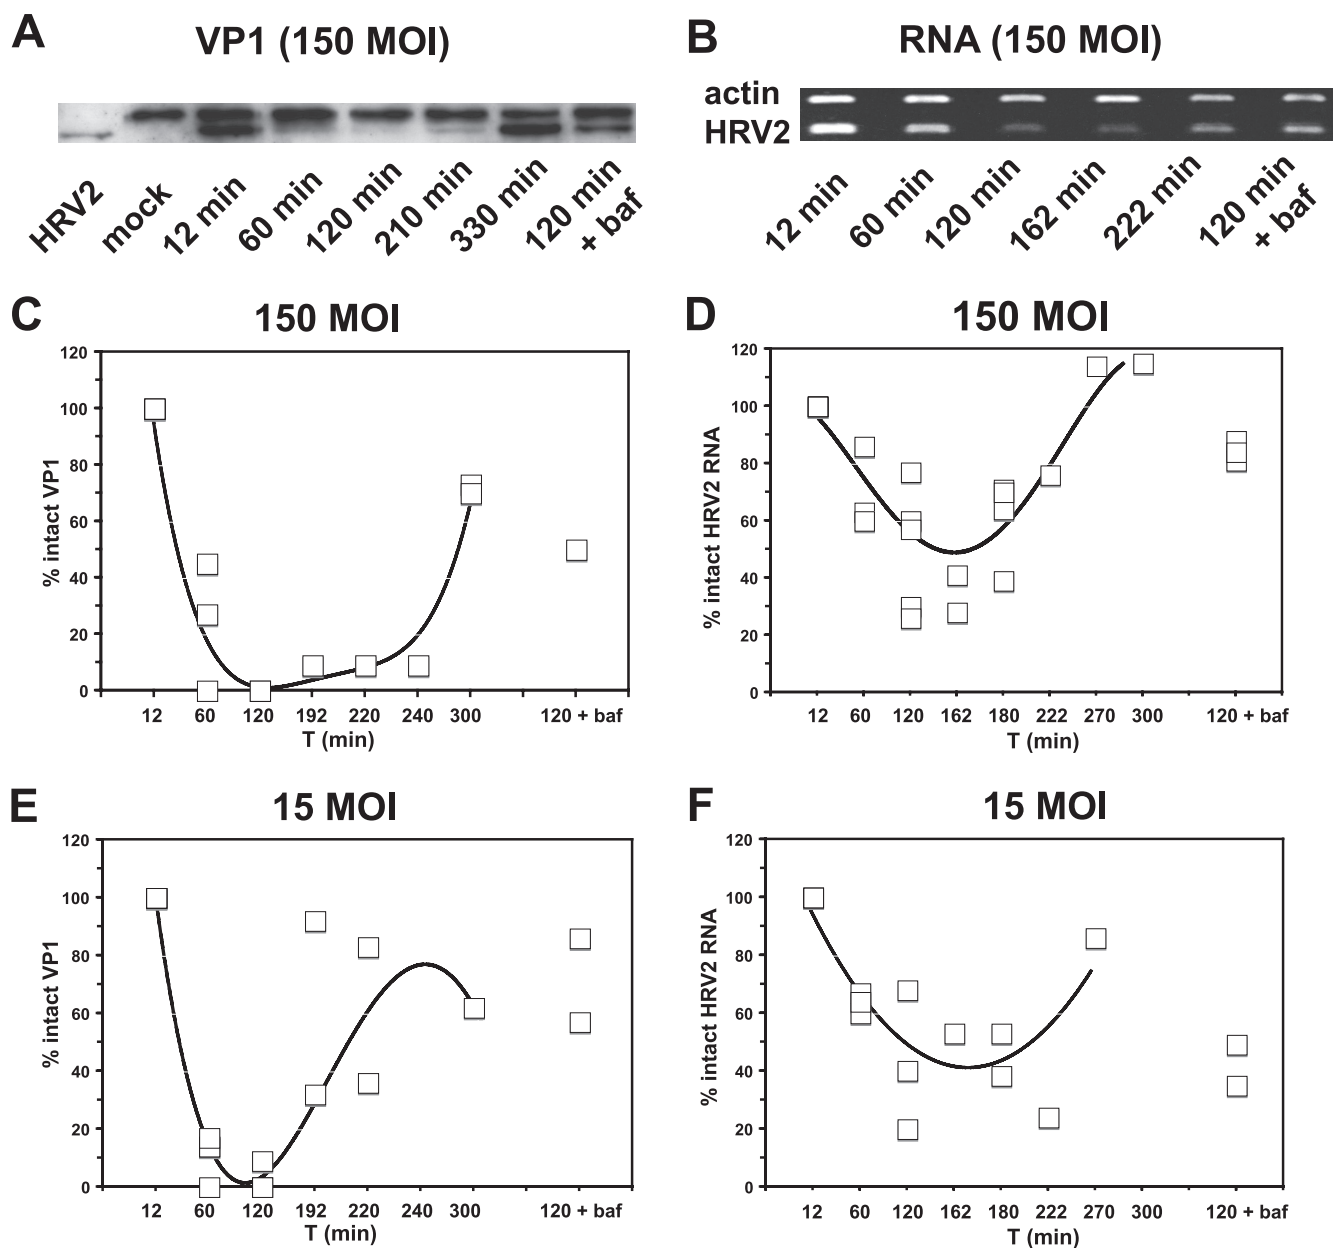 A
VP1 (150 MOI)
HRV2 mock 12 min 60 min 120 min 210 min 330 min 120 min + baf
B
RNA (150 MOI)
actin
HRV2
12 min 60 min 120 min 162 min 222 min 120 min + baf
C
150 MOI
% intact VP1
120
100
80
60
40
20
0
12 60 120 192 220 240 300 120 + baf
T (min)
D
150 MOI
% intact HRV2 RNA
120
100
80
60
40
20
0
12 60 120 162 180 222 270 300 120 + baf
T (min)
E
15 MOI
% intact VP1
120
100
80
60
40
20
0
12 60 120 192 220 240 300 120 + baf
T (min)
F
15 MOI
% intact HRV2 RNA
120
100
80
60
40
20
0
12 60 120 162 180 222 270 300 120 + baf
T (min)